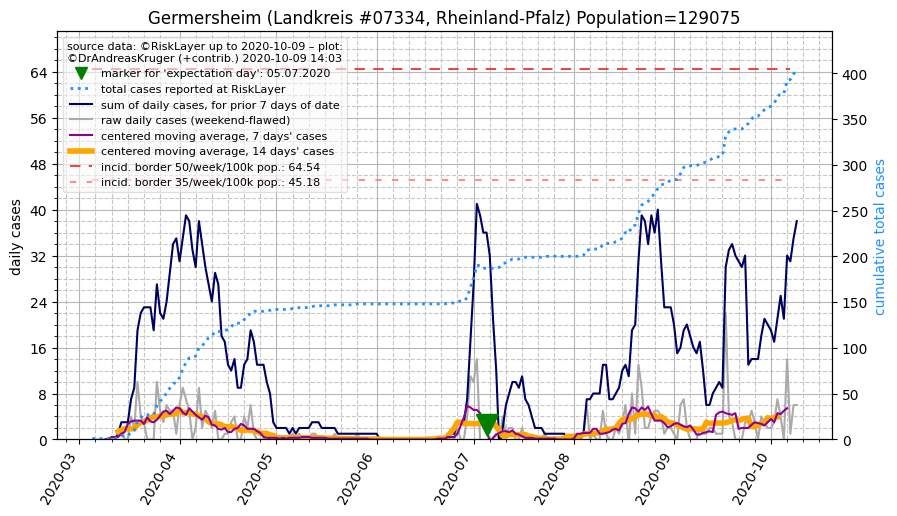 Germersheim (Landkreis #07334, Rheinland-Pfalz) Population=129075
source data: ©RiskLayer up to 2020-10-09 – plot:
©DrAndreasKruger (+contrib.) 2020-10-09 14:03
marker for 'expectation day': 05.07.2020
total cases reported at RiskLayer
sum of daily cases, for prior 7 days of date
raw daily cases (weekend-flawed)
centered moving average, 7 days' cases
centered moving average, 14 days' cases
incid. border 50/week/100k pop.: 64.54
incid. border 35/week/100k pop.: 45.18
daily cases
64
56
48
40
32
24
16
8
0
cumulative total cases
400
350
300
250
200
150
100
50
0
2020-03
2020-04
2020-05
2020-06
2020-07
2020-08
2020-09
2020-10